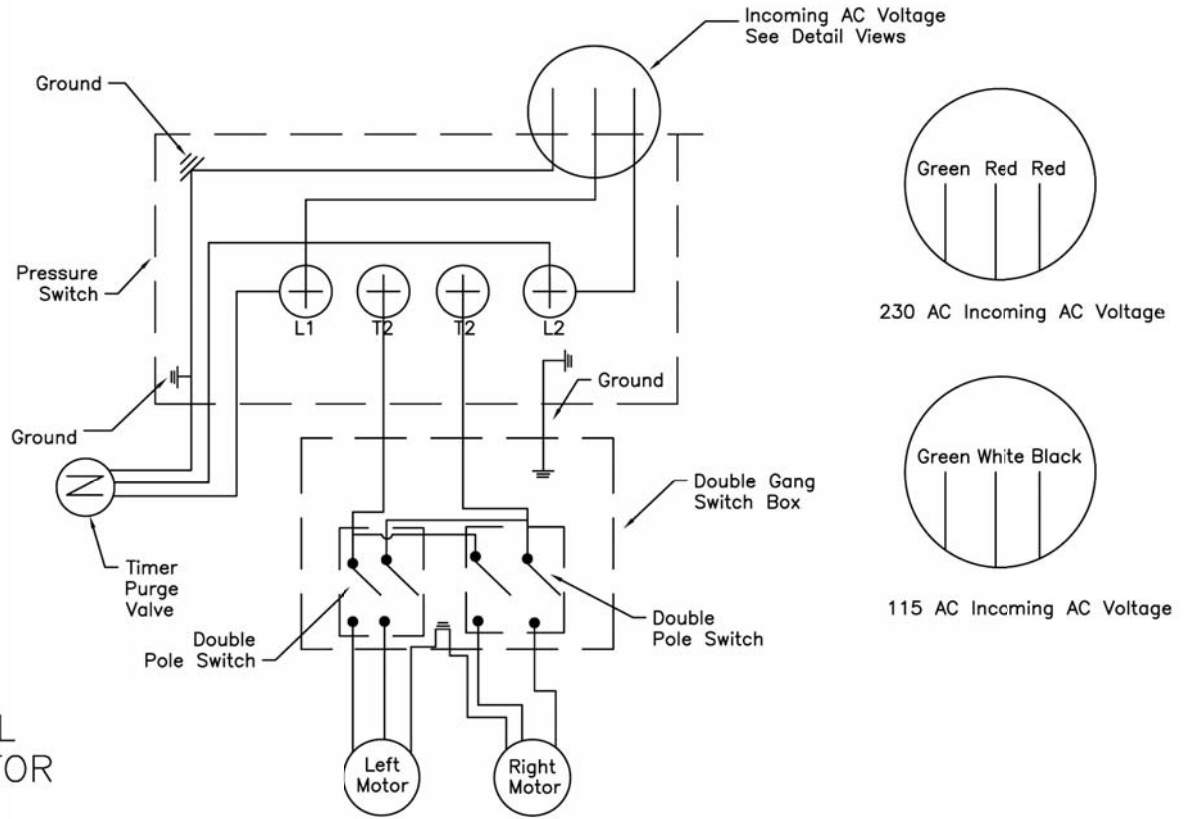 Incoming AC Voltage
See Detail Views
Ground
Green Red Red
Pressure
Switch
L1
T2
T2
L2
230 AC Incoming AC Voltage
Ground
Ground
Green White Black
Double Gang
Switch Box
Timer
Purge
Valve
115 AC Incoming AC Voltage
Double
Pole Switch
Double
Pole Switch
Left
Motor
Right
Motor
L
TOR